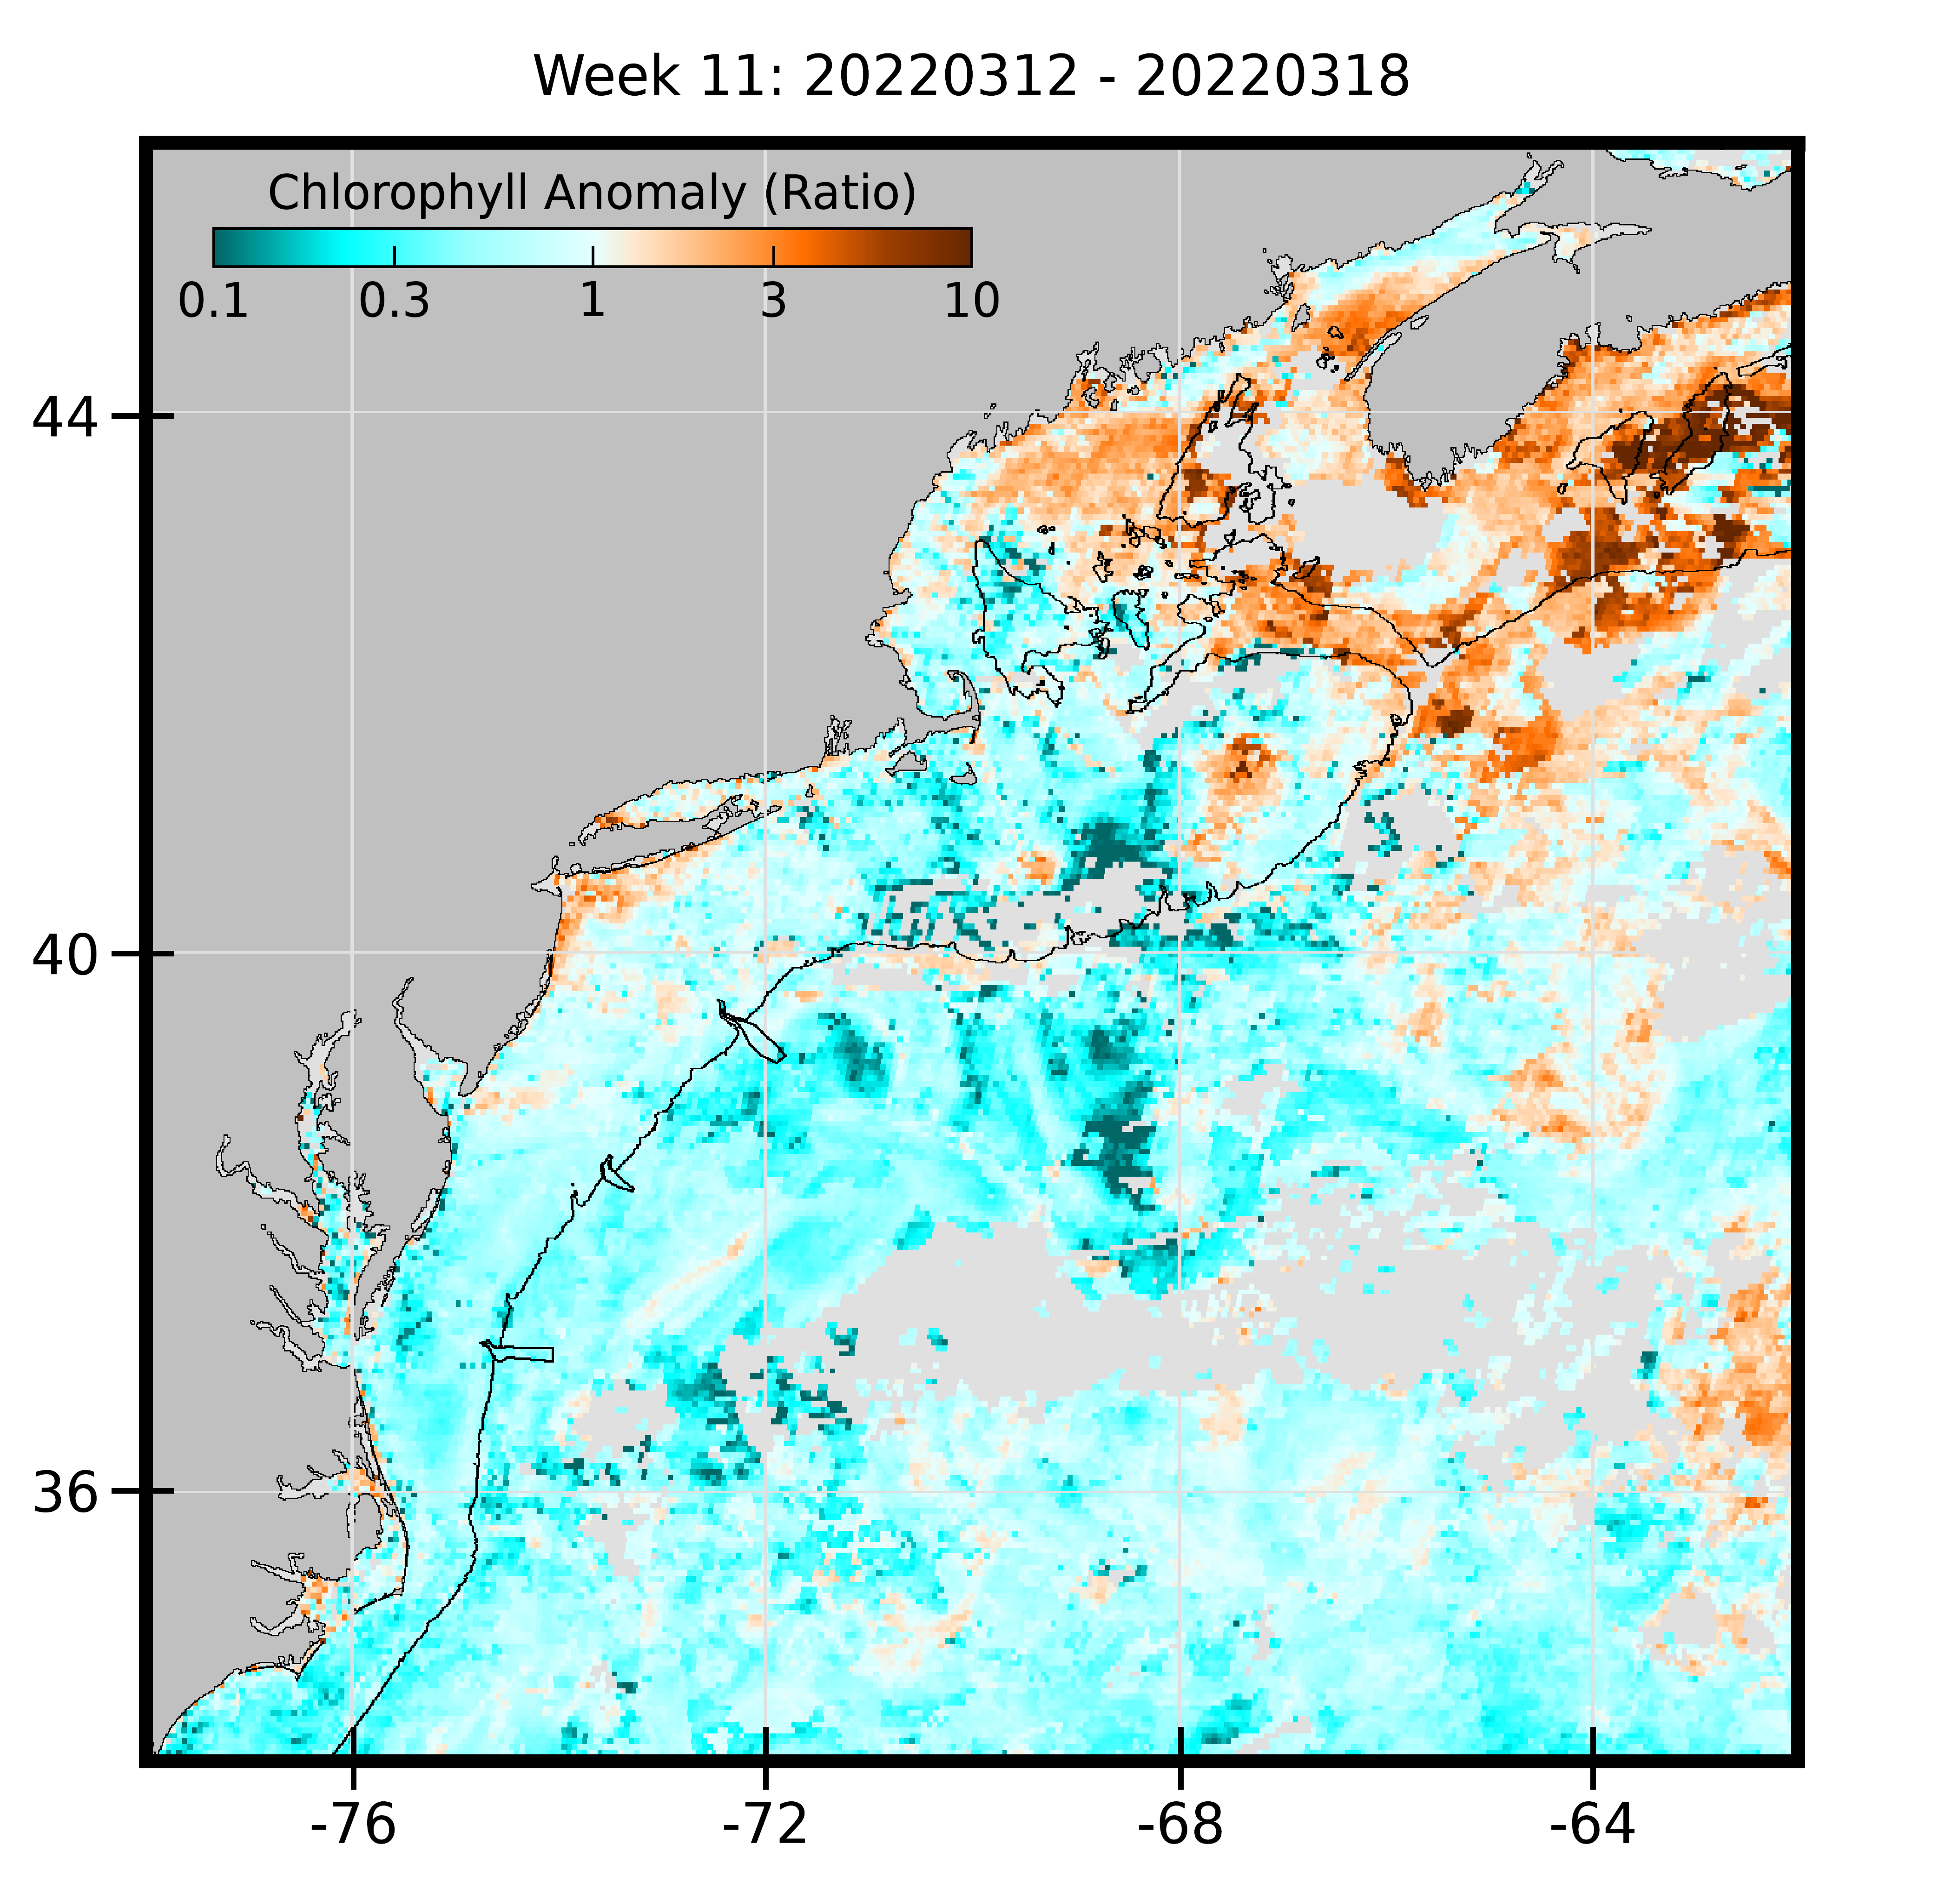 Week 11: 20220312 - 20220318
Chlorophyll Anomaly (Ratio)
0.1 0.3 1 3 10
44
40
36
-76 -72 -68 -64